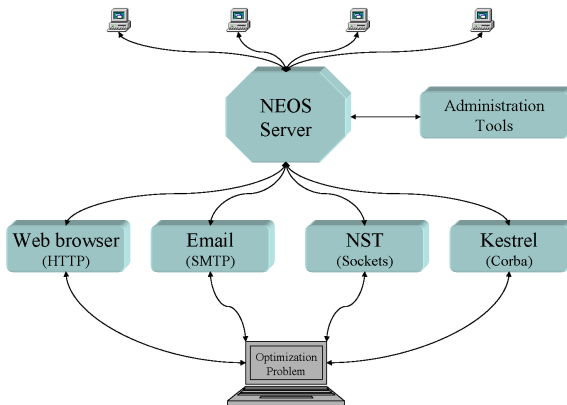 NEOS
Server
Administration
Tools
Web browser
(HTTP)
Email
(SMTP)
NST
(Sockets)
Kestrel
(Corba)
Optimization
Problem